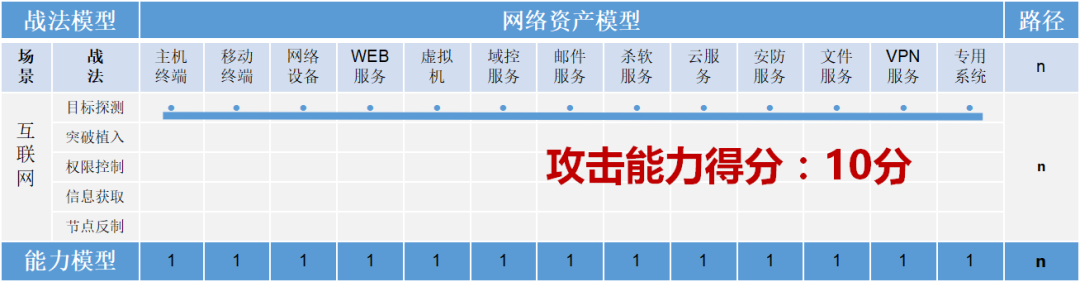 战法模型 网络资产模型 路径
场景 战法 主机终端 移动终端 网络设备 WEB服务 虚拟机 域控服务 邮件服务 杀软服务 云服务 安防服务 文件服务 VPN服务 专用系统 n
互联网 目标探测 n
突破植入
权限控制
信息获取
节点反制
攻击能力得分：10分
能力模型 1 1 1 1 1 1 1 1 1 1 1 1 1 n